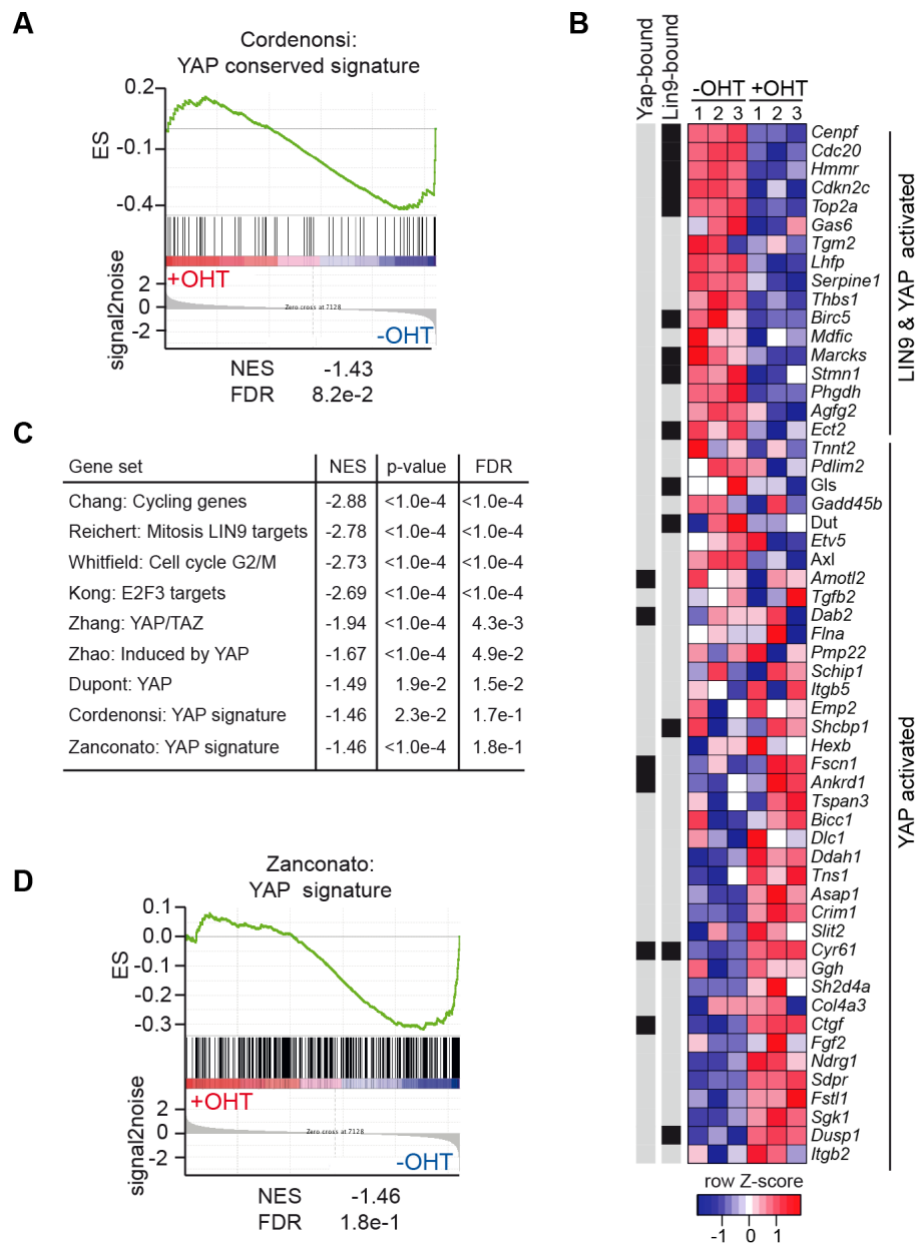 A
Cordenonsi:
YAP conserved signature
0.2
-0.1
-0.4
ES
+OHT
2
0
-2
signal2noise
Zero cross at 7128
-OHT
NES -1.43
FDR 8.2e-2
B
Yap-bound
Lin9-bound
-OHT +OHT
1 2 3 1 2 3
Cenpf
Cdc20
Hmmr
Cdkn2c
Top2a
Gas6
Tgm2
Lhfp
Serpine1
Thbs1
Birc5
Mdfic
Marcks
Stmn1
Phgdh
Agfg2
Ect2
Tnnt2
Pdlim2
Gls
Gadd45b
Dut
Etv5
Axl
Amotl2
Tgfb2
Dab2
Flna
Pmp22
Schip1
Itgb5
Emp2
Shcbp1
Hexb
Fscn1
Ankrd1
Tspan3
Bicc1
Dlc1
Ddah1
Tns1
Asap1
Crim1
Slit2
Cyr61
Ggh
Sh2d4a
Col4a3
Ctgf
Fgf2
Ndrg1
Sdpr
Fstl1
Sgk1
Dusp1
Itgb2
LIN9 & YAP activated
YAP activated
row Z-score
-1 0 1
C
Gene set NES p-value FDR
Chang: Cycling genes -2.88 <1.0e-4 <1.0e-4
Reichert: Mitosis LIN9 targets -2.78 <1.0e-4 <1.0e-4
Whitfield: Cell cycle G2/M -2.73 <1.0e-4 <1.0e-4
Kong: E2F3 targets -2.69 <1.0e-4 <1.0e-4
Zhang: YAP/TAZ -1.94 <1.0e-4 4.3e-3
Zhao: Induced by YAP -1.67 <1.0e-4 4.9e-2
Dupont: YAP -1.49 1.9e-2 1.5e-2
Cordenonsi: YAP signature -1.46 2.3e-2 1.7e-1
Zanconato: YAP signature -1.46 <1.0e-4 1.8e-1
D
Zanconato:
YAP signature
0.1
0.0
-0.1
-0.2
-0.3
ES
+OHT
2
0
-2
signal2noise
Zero cross at 7128
-OHT
NES -1.46
FDR 1.8e-1